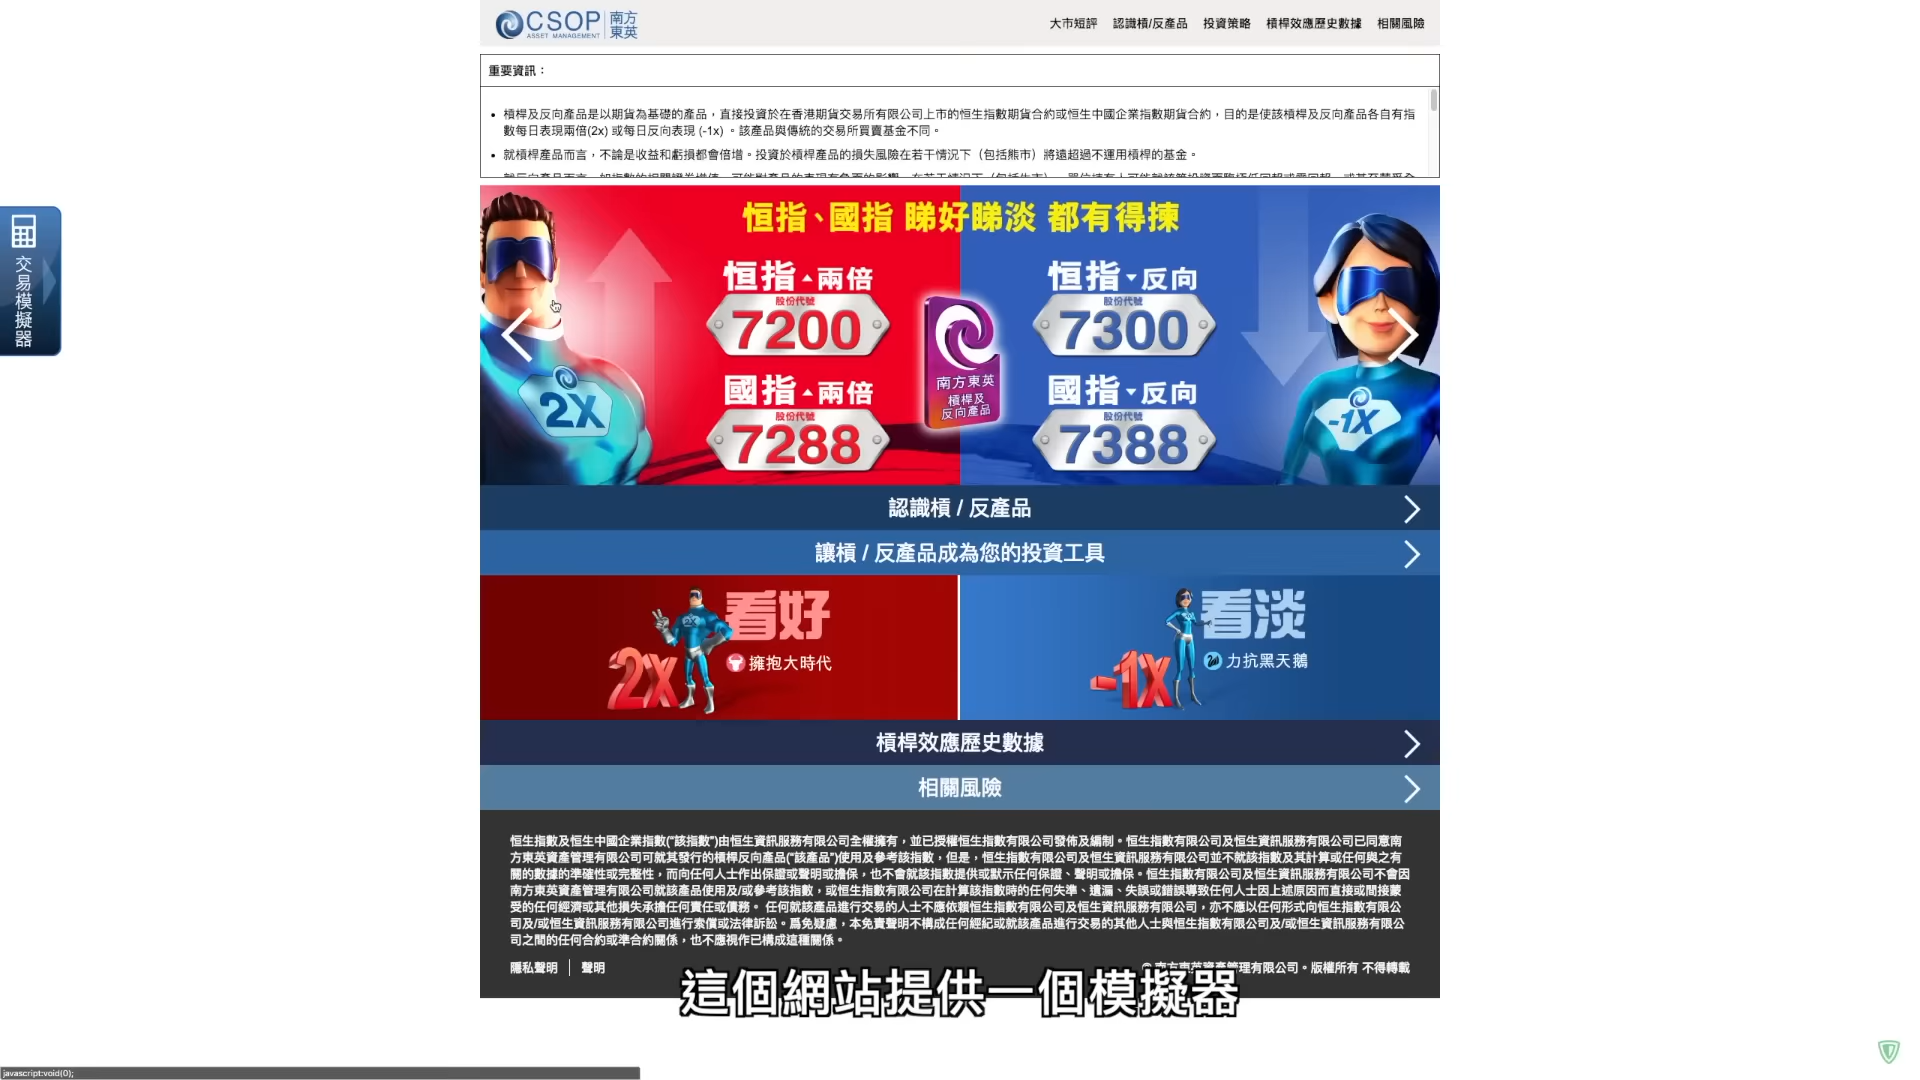 CSOP 南方東英
ASSET MANAGEMENT
大市短評 認識槓/反產品 投資策略 槓桿效應歷史數據 相關風險
重要資訊：
• 槓桿及反向產品是以期貨為基礎的產品，直接投資於在香港期貨交易所有限公司上市的恒生指數期貨合約或恒生中國企業指數期貨合約，目的是使該槓桿及反向產品各自有指
數每日表現兩倍(2x) 或每日反向表現 (-1x) 。該產品與傳統的交易所買賣基金不同。
• 就槓桿產品而言，不論是收益和虧損都會倍增。投資於槓桿產品的損失風險在若干情況下（包括熊市）將遠超過不運用槓桿的基金。
交易模擬器
恒指、國指 睇好睇淡 都有得揀
恒指▲兩倍
股份代號
7200
國指▲兩倍
股份代號
7288
2X
南方東英
槓桿及
反向產品
恒指▼反向
股份代號
7300
國指▼反向
股份代號
7388
-1X
認識槓 / 反產品
讓槓 / 反產品成為您的投資工具
2X 看好
擁抱大時代
-1X 看淡
力抗黑天鵝
槓桿效應歷史數據
相關風險
恒生指數及恒生中國企業指數("該指數")由恒生資訊服務有限公司全權擁有，並已授權恒生指數有限公司發佈及編制。恒生指數有限公司及恒生資訊服務有限公司已同意南
方東英資產管理有限公司可就其發行的槓桿反向產品("該產品")使用及參考該指數，但是，恒生指數有限公司及恒生資訊服務有限公司並不就該指數及其計算或任何與之有
關的數據的準確性或完整性，而向任何人士作出保證或聲明或擔保，也不會就該指數提供或默示任何保證、聲明或擔保。恒生指數有限公司及恒生資訊服務有限公司不會因
南方東英資產管理有限公司就該產品使用及/或參考該指數，或恒生指數有限公司在計算該指數時的任何失準、遺漏、失誤或錯誤導致任何人士因上述原因而直接或間接蒙
受的任何經濟或其他損失承擔任何責任或債務。 任何就該產品進行交易的人士不應依賴恒生指數有限公司及恒生資訊服務有限公司，亦不應以任何形式向恒生指數有限公
司及/或恒生資訊服務有限公司進行索償或法律訴訟。爲免疑慮，本免責聲明不構成任何經紀或就該產品進行交易的其他人士與恒生指數有限公司及/或恒生資訊服務有限公
司之間的任何合約或準合約關係，也不應視作已構成這種關係。
隱私聲明 | 聲明
© 南方東英資產管理有限公司。版權所有 不得轉載
這個網站提供一個模擬器
javascript:void(0);